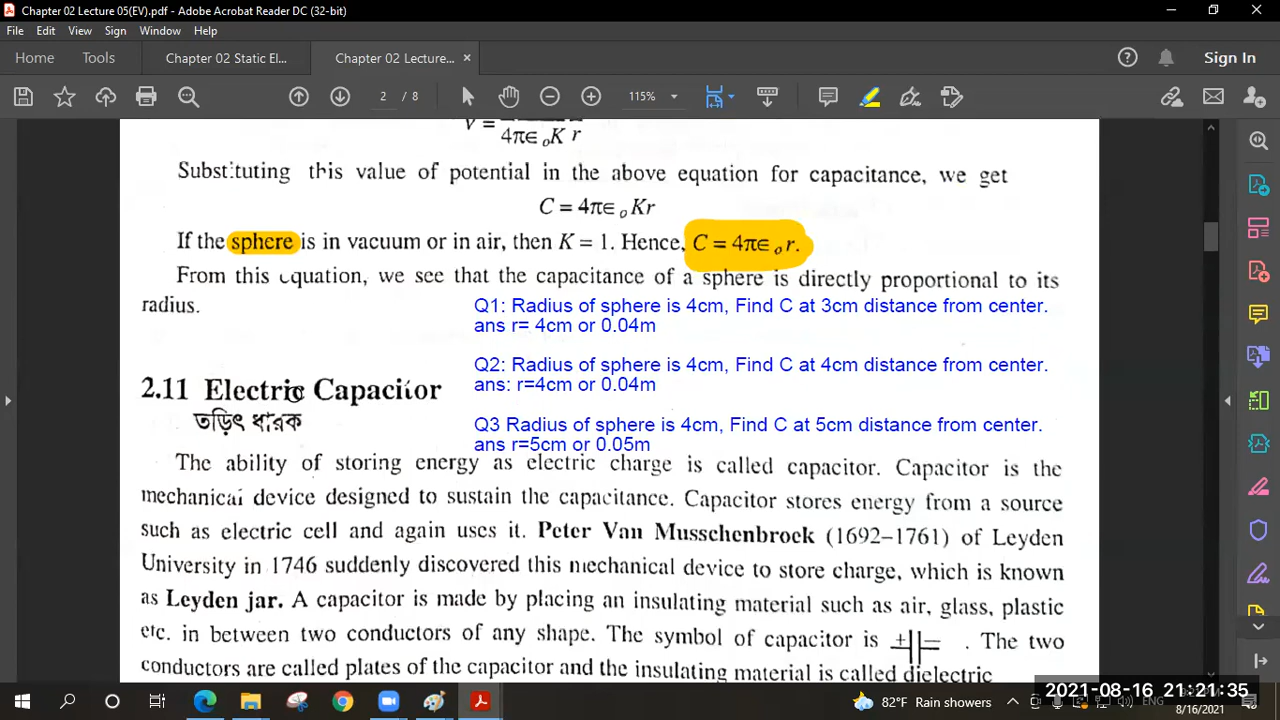 Chapter 02 Lecture 05(EV).pdf - Adobe Acrobat Reader DC (32-bit)
File Edit View Sign Window Help
Home Tools Chapter 02 Static El... Chapter 02 Lecture... × Sign In
2 / 8 115%
V =
4π∈₀K r
Substituting this value of potential in the above equation for capacitance, we get
C = 4π∈₀Kr
If the sphere is in vacuum or in air, then K = 1. Hence, C = 4π∈₀r.
From this equation, we see that the capacitance of a sphere is directly proportional to its
radius.
Q1: Radius of sphere is 4cm, Find C at 3cm distance from center.
ans r= 4cm or 0.04m
Q2: Radius of sphere is 4cm, Find C at 4cm distance from center.
ans: r=4cm or 0.04m
Q3 Radius of sphere is 4cm, Find C at 5cm distance from center.
ans r=5cm or 0.05m
2.11 Electric Capacitor
তড়িৎ ধারক
The ability of storing energy as electric charge is called capacitor. Capacitor is the
mechanical device designed to sustain the capacitance. Capacitor stores energy from a source
such as electric cell and again uses it. Peter Van Musschenbrock (1692–1761) of Leyden
University in 1746 suddenly discovered this mechanical device to store charge, which is known
as Leyden jar. A capacitor is made by placing an insulating material such as air, glass, plastic
etc. in between two conductors of any shape. The symbol of capacitor is . The two
conductors are called plates of the capacitor and the insulating material is called dielectric
82°F Rain showers ENG
2021-08-16 21:21:35
8/16/2021